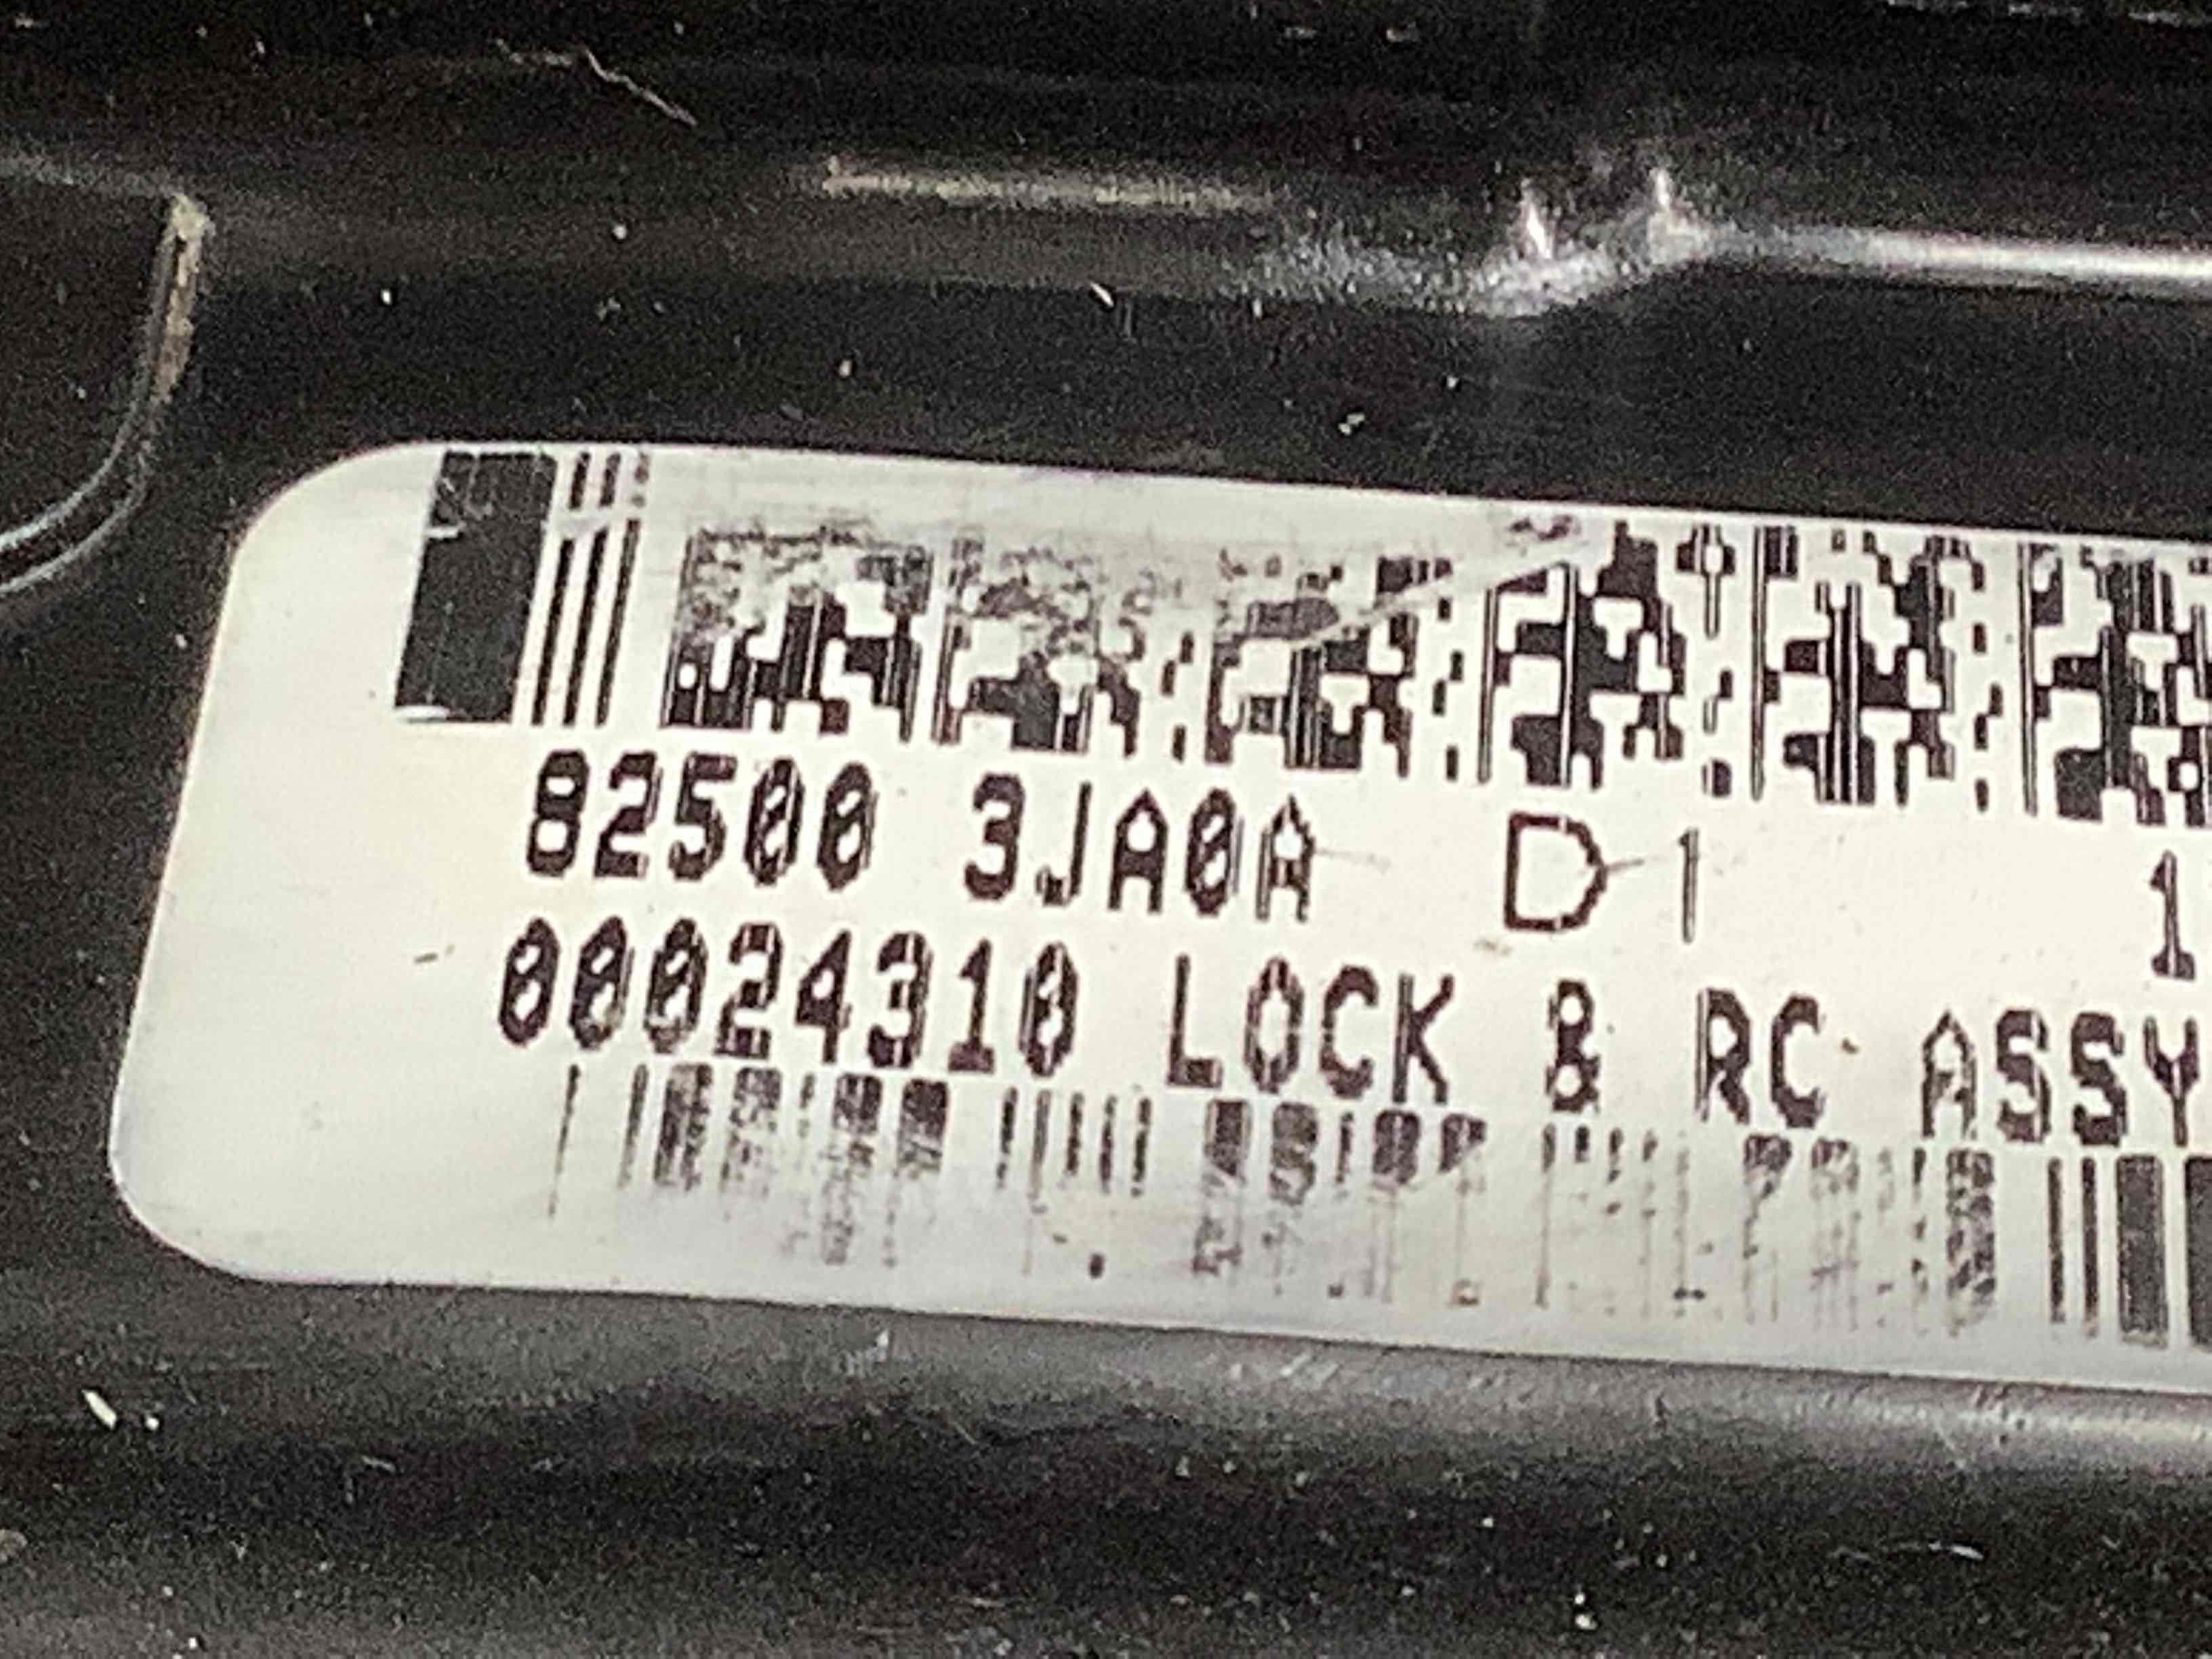 82500 3JA0A D1 1
00024310 LOCK & RC ASSY